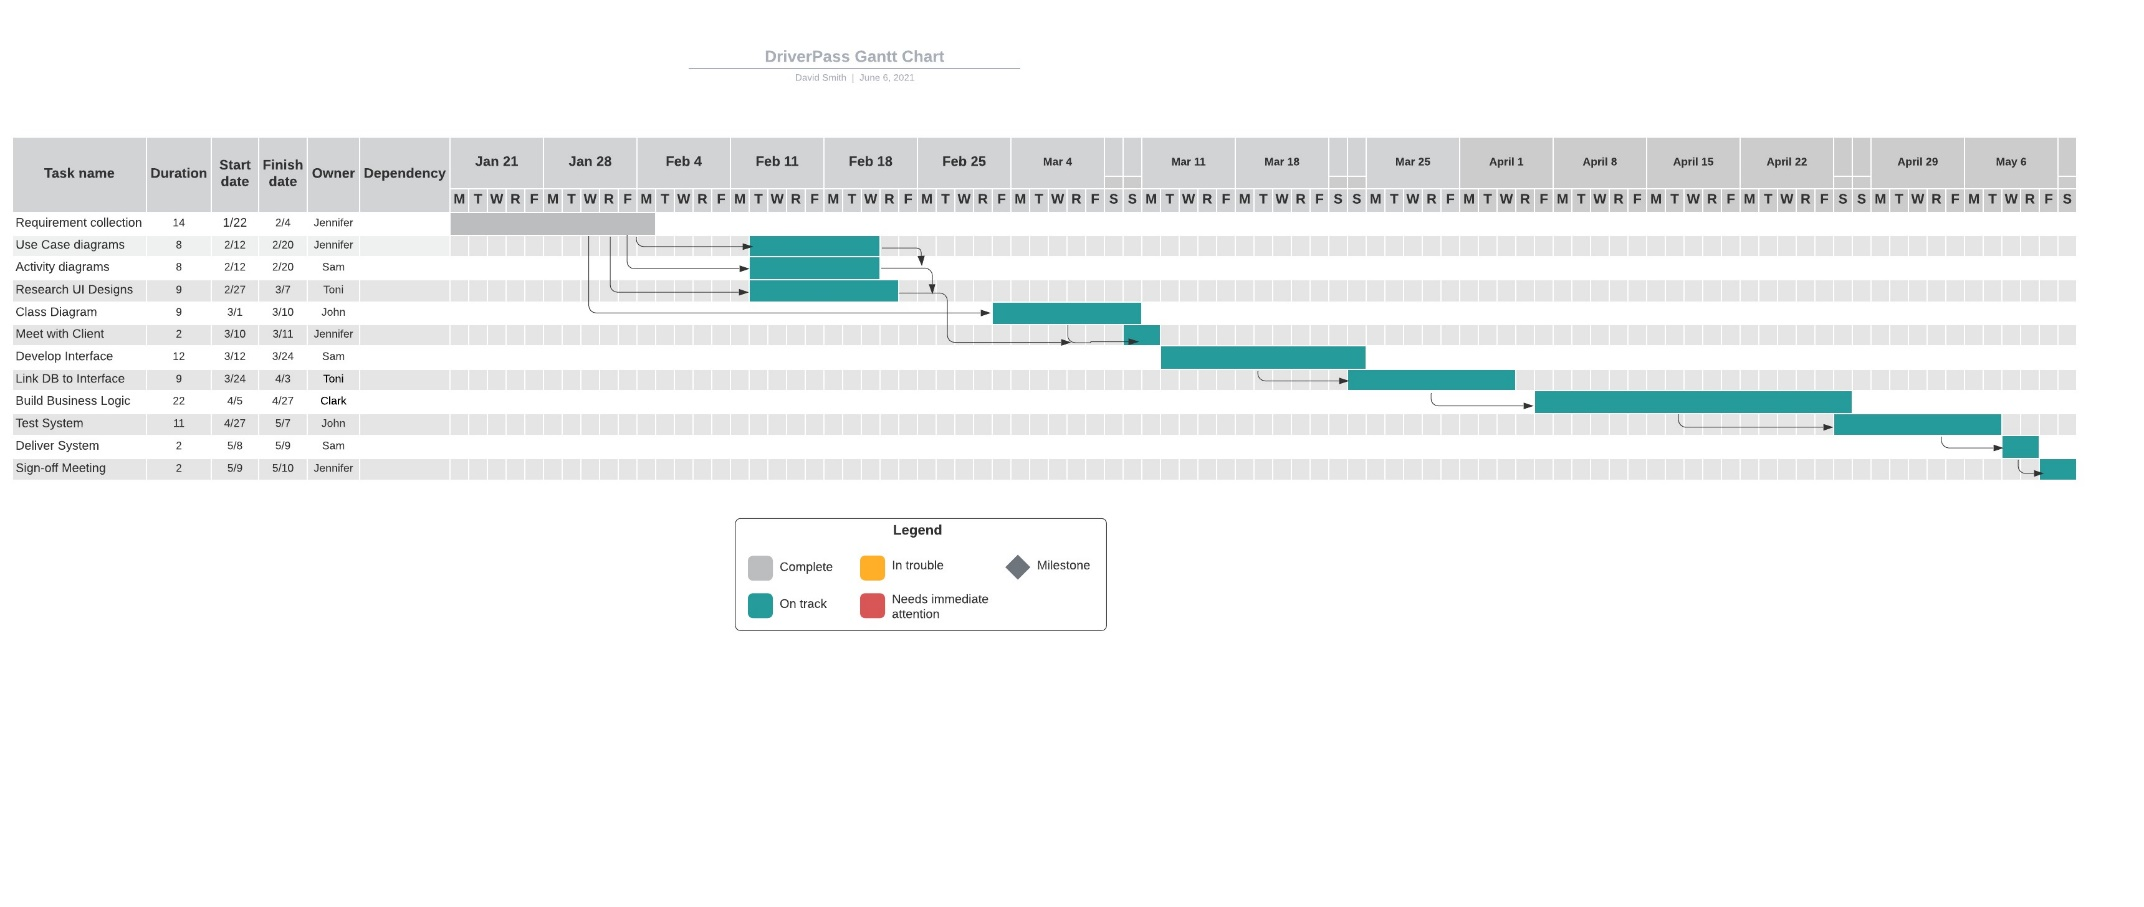 DriverPass Gantt Chart
David Smith | June 6, 2021
Task name Duration Start date Finish date Owner Dependency Jan 21 Jan 28 Feb 4 Feb 11 Feb 18 Feb 25 Mar 4 Mar 11 Mar 18 Mar 25 April 1 April 8 April 15 April 22 April 29 May 6
M T W R F M T W R F M T W R F M T W R F M T W R F M T W R F M T W R F S S M T W R F M T W R F S S M T W R F M T W R F M T W R F M T W R F M T W R F S S M T W R F M T W R F S
Requirement collection 14 1/22 2/4 Jennifer
Use Case diagrams 8 2/12 2/20 Jennifer
Activity diagrams 8 2/12 2/20 Sam
Research UI Designs 9 2/27 3/7 Toni
Class Diagram 9 3/1 3/10 John
Meet with Client 2 3/10 3/11 Jennifer
Develop Interface 12 3/12 3/24 Sam
Link DB to Interface 9 3/24 4/3 Toni
Build Business Logic 22 4/5 4/27 Clark
Test System 11 4/27 5/7 John
Deliver System 2 5/8 5/9 Sam
Sign-off Meeting 2 5/9 5/10 Jennifer
Legend
Complete In trouble Milestone
On track Needs immediate
attention